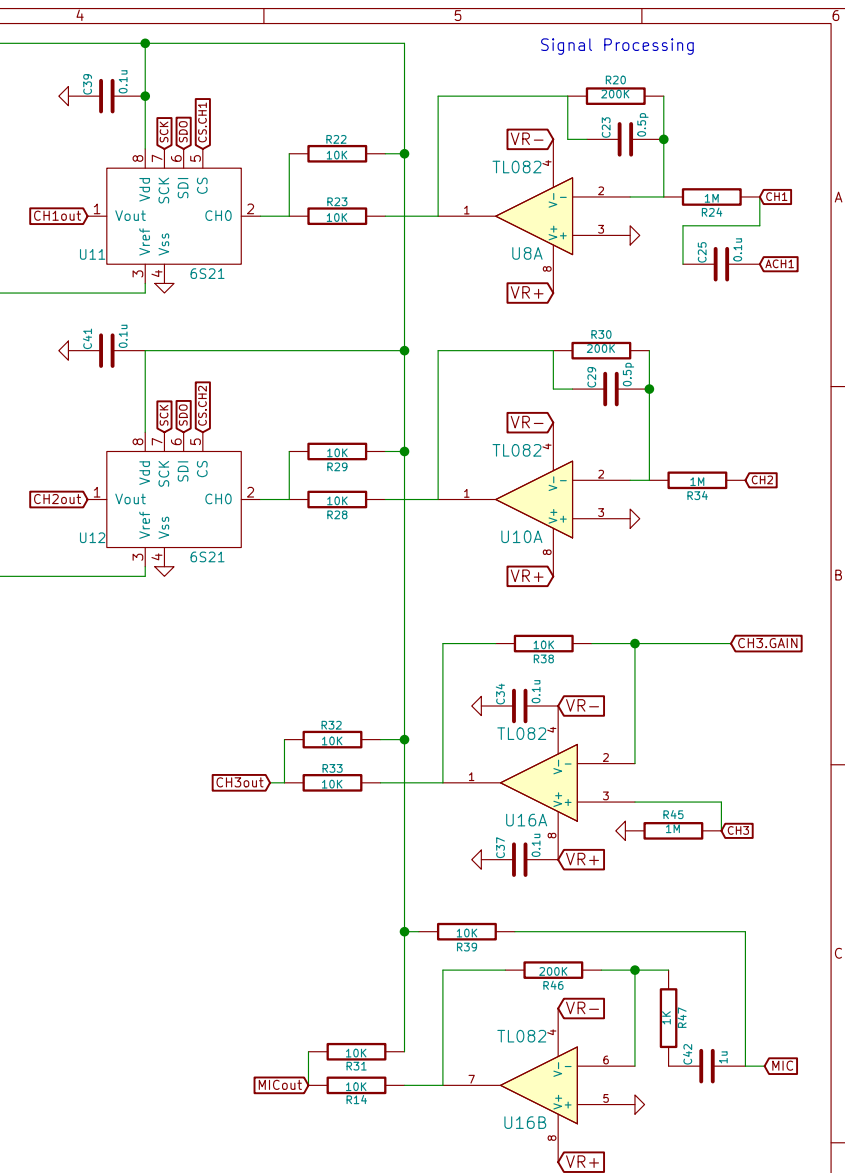 4
5
6
Signal Processing
C39
0.1u
SCK
SDO
CS.CH1
8
7
6
5
Vdd
SCK
SDI
CS
CH1out
1
Vout
CH0
2
Vref
Vss
U11
3
4
6S21
R22
10K
R23
10K
R20
200K
C23
0.5p
VR-
TL082
4
V-
-
2
1
V+
+
3
U8A
8
VR+
1M
R24
CH1
C25
0.1u
ACH1
A
C41
0.1u
SCK
SDO
CS.CH2
8
7
6
5
Vdd
SCK
SDI
CS
CH2out
1
Vout
CH0
2
Vref
Vss
U12
3
4
6S21
10K
R29
10K
R28
R30
200K
C29
0.5p
VR-
TL082
4
V-
-
2
1
V+
+
3
U10A
8
VR+
1M
R34
CH2
B
10K
R38
CH3.GAIN
C34
0.1u
VR-
TL082
4
R32
10K
CH3out
R33
10K
1
V-
-
2
V+
+
3
U16A
8
R45
1M
CH3
C37
0.1u
VR+
10K
R39
C
200K
R46
VR-
TL082
4
1K
R47
C42
1u
MIC
10K
R31
MICout
10K
R14
7
V-
-
6
V+
+
5
U16B
8
VR+